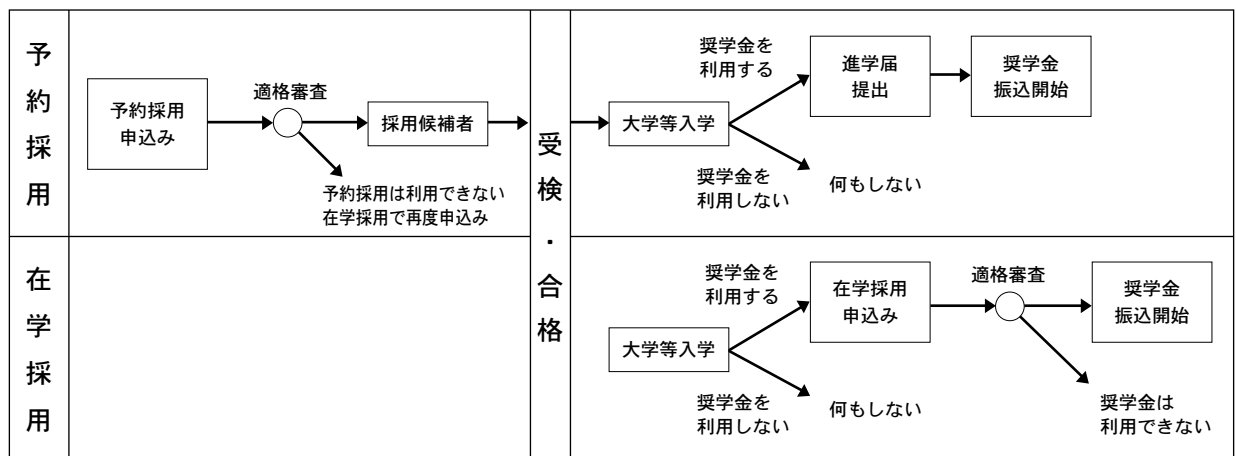 予約採用
予約採用
申込み
適格審査
採用候補者
予約採用は利用できない
在学採用で再度申込み
受検・合格
大学等入学
奨学金を
利用する
進学届
提出
奨学金
振込開始
奨学金を
利用しない
何もしない
在学採用
大学等入学
奨学金を
利用する
在学採用
申込み
適格審査
奨学金
振込開始
奨学金を
利用しない
何もしない
奨学金は
利用できない